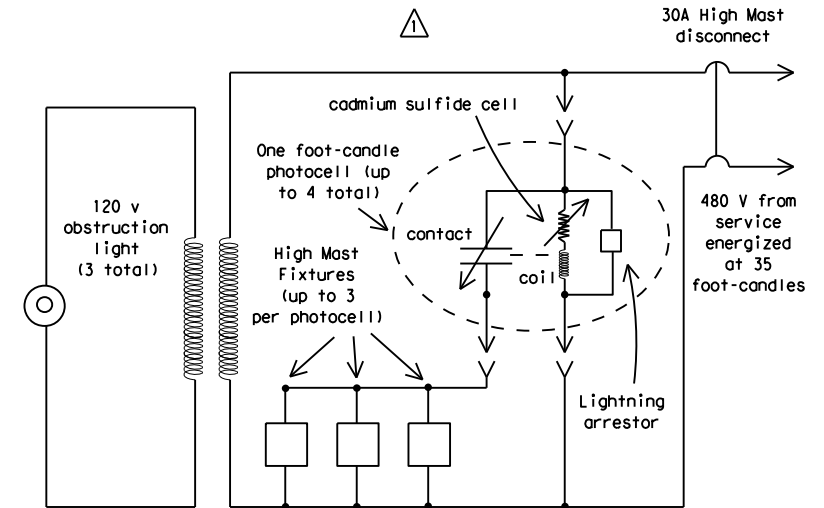 1
30A High Mast
disconnect
cadmium sulfide cell
One foot-candle
photocell (up
to 4 total)
120 v
obstruction
light
(3 total)
contact
480 V from
service
energized
at 35
foot-candles
High Mast
Fixtures
(up to 3
per photocell)
coil
Lightning
arrestor